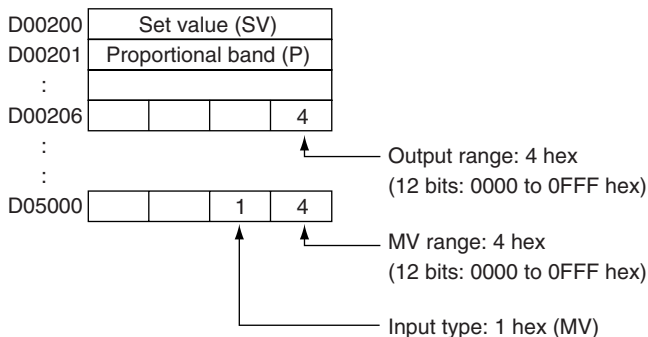 D00200 Set value (SV)
D00201 Proportional band (P)
:
D00206 4
:
Output range: 4 hex
(12 bits: 0000 to 0FFF hex)
:
D05000 1 4
MV range: 4 hex
(12 bits: 0000 to 0FFF hex)
Input type: 1 hex (MV)